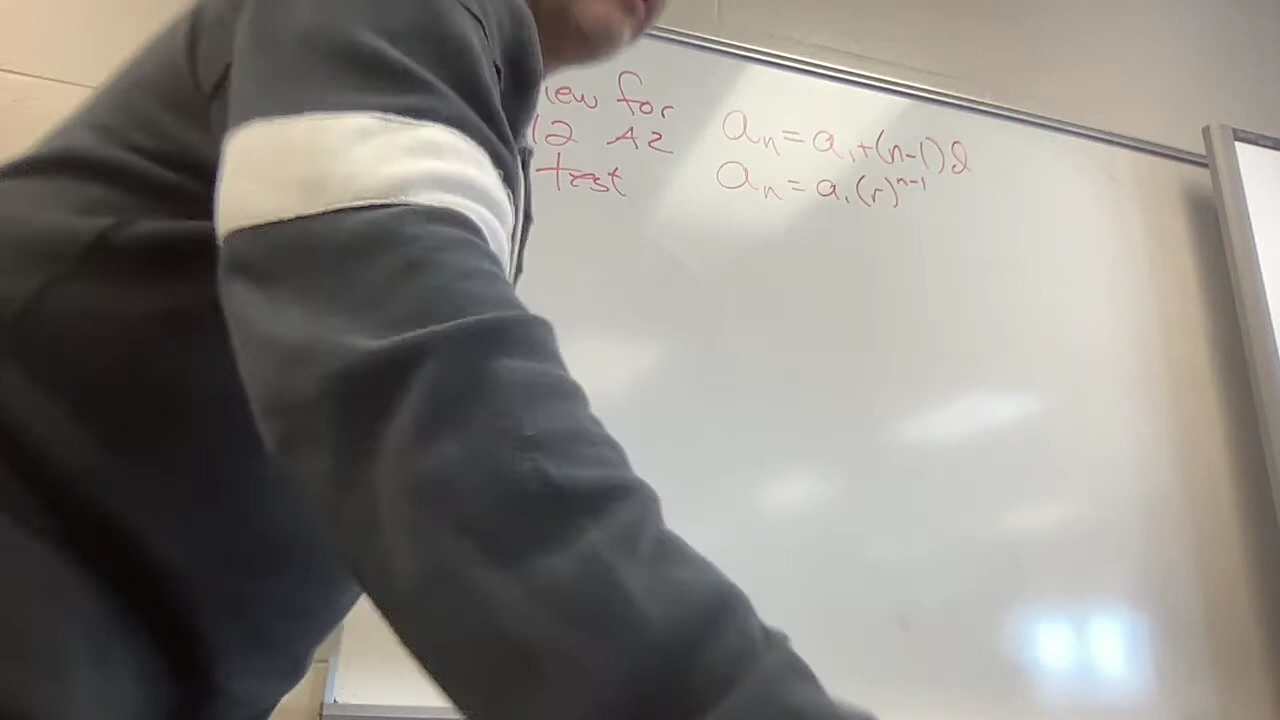 iew for
12 A2
test
aₙ = a₁ + (n-1)d
aₙ = a₁(r)ⁿ⁻¹